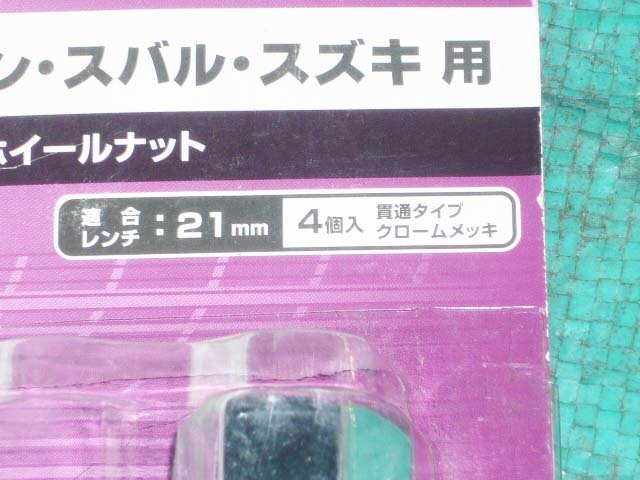 ン・スバル・スズキ 用
ホイールナット
適合レンチ：21mm 4個入 貫通タイプ クロームメッキ